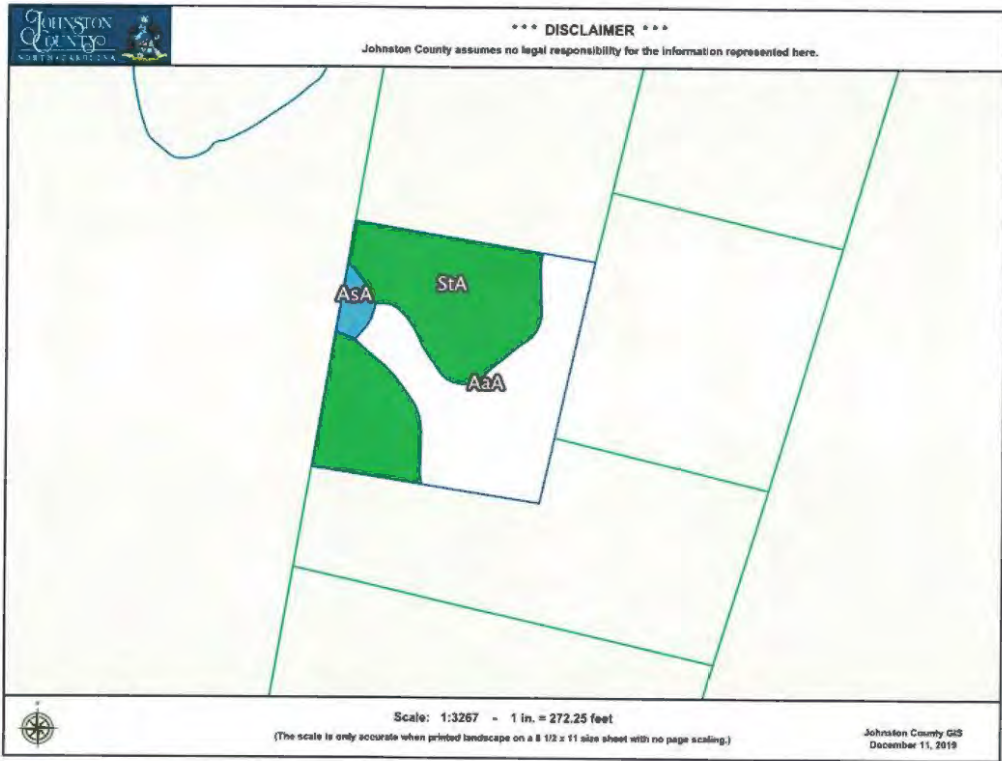 JOHNSTON
COUNTY
NORTH • CAROLINA
*** DISCLAIMER ***
Johnston County assumes no legal responsibility for the information represented here.
StA
AsA
AaA
Scale: 1:3267 - 1 in. = 272.25 feet
(The scale is only accurate when printed landscape on a 8 1/2 x 11 size sheet with no page scaling.)
Johnston County GIS
December 11, 2019